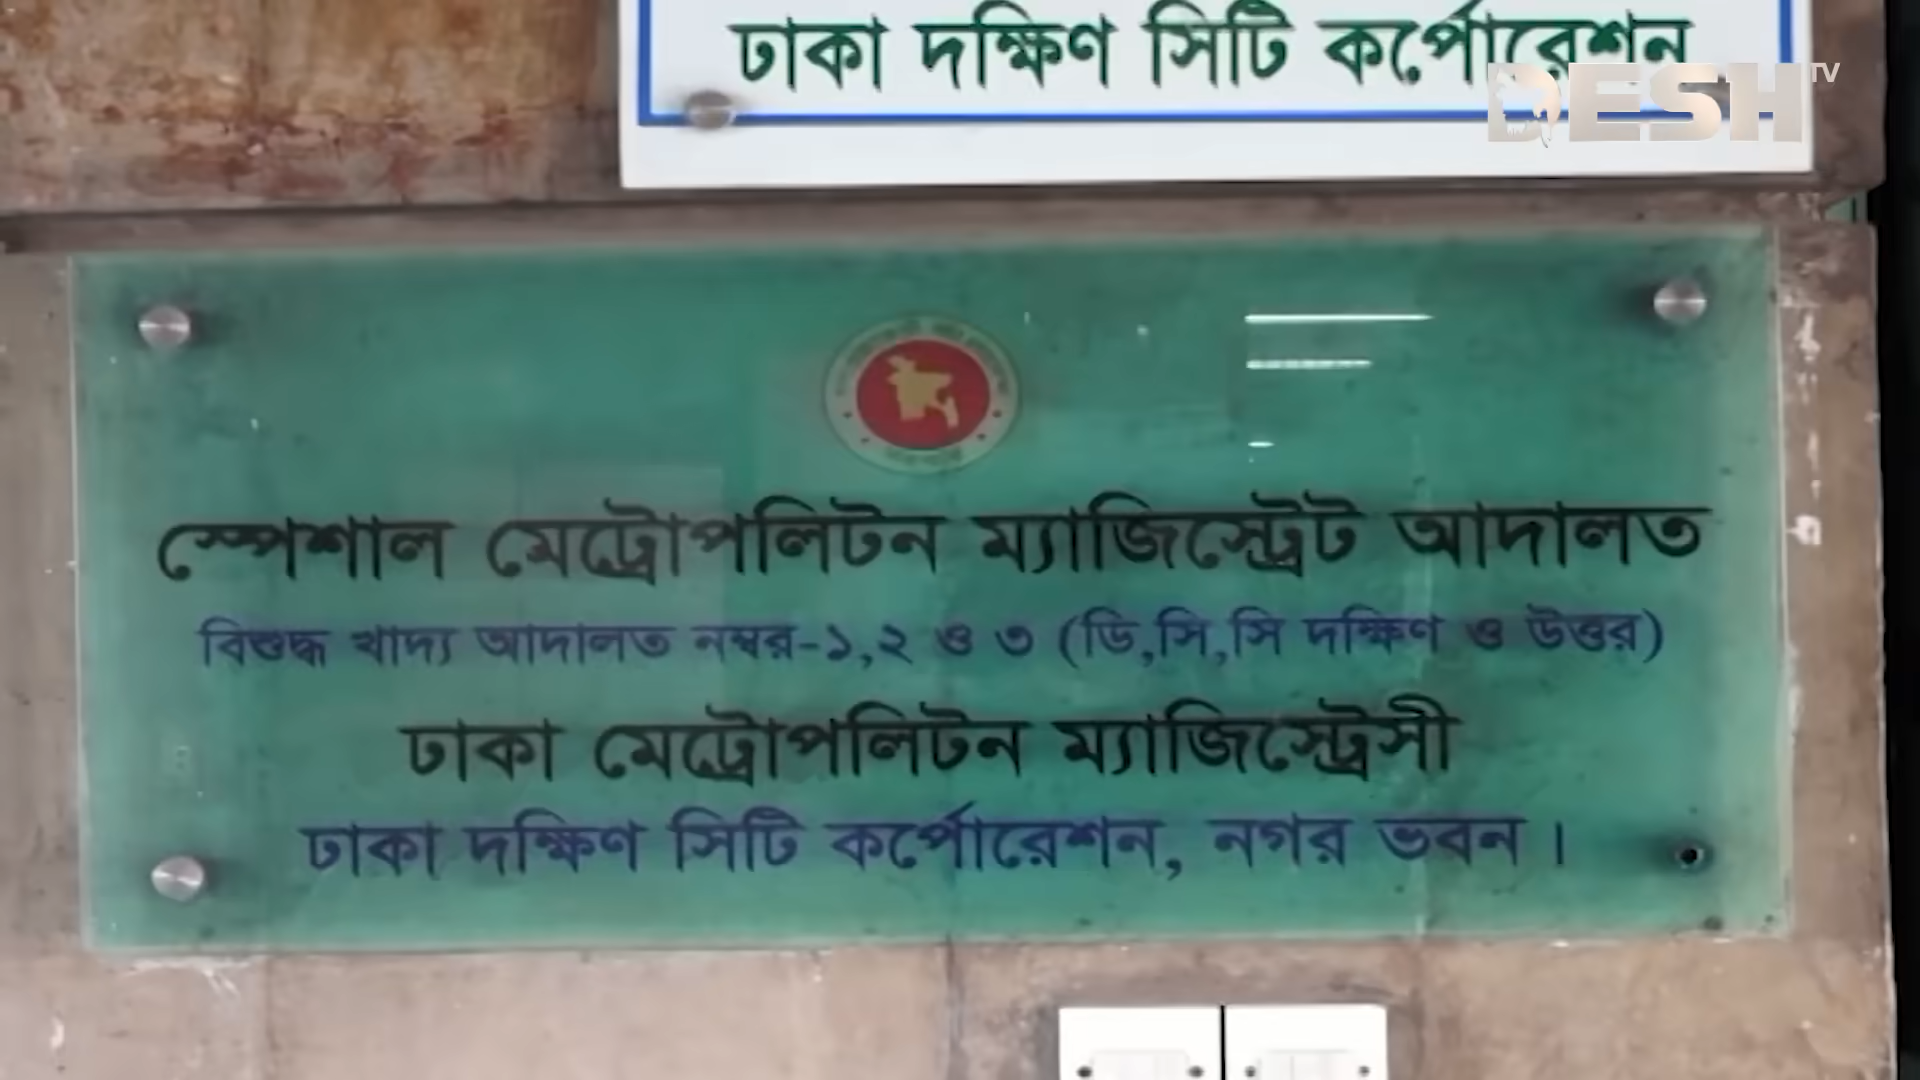 ঢাকা দক্ষিণ সিটি কর্পোরেশন
DESH TV
স্পেশাল মেট্রোপলিটন ম্যাজিস্ট্রেট আদালত
বিশুদ্ধ খাদ্য আদালত নম্বর-১,২ ও ৩ (ডি,সি,সি দক্ষিণ ও উত্তর)
ঢাকা মেট্রোপলিটন ম্যাজিস্ট্রেসী
ঢাকা দক্ষিণ সিটি কর্পোরেশন, নগর ভবন।